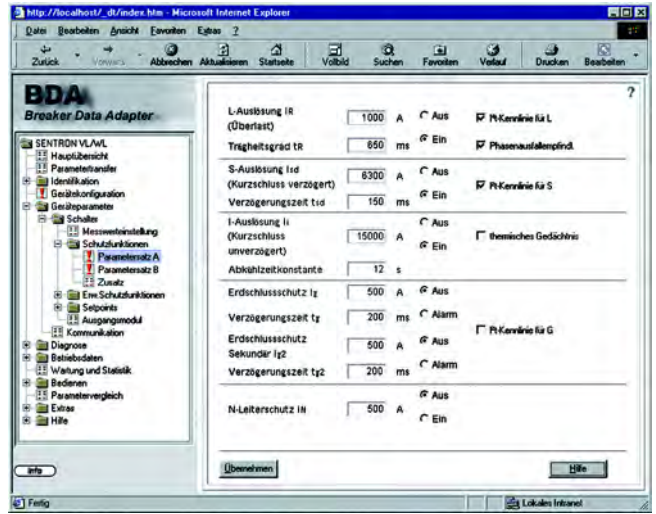 http://localhost/_dt/index.htm - Microsoft Internet Explorer
Datei Bearbeiten Ansicht Favoriten Extras ?
Zurück Vorwärts Abbrechen Aktualisieren Startseite Vollbild Suchen Favoriten Verlauf Drucken Bearbeiten
BDA
Breaker Data Adapter
SENTRON VL/WL
Hauptübersicht
Parametertransfer
Identifikation
Gerätekonfiguration
Geräteparameter
Schalter
Messwerteinstellung
Schutzfunktionen
Parametersatz A
Parametersatz B
Zusatz
Erw.Schutzfunktionen
Setpoints
Ausgangsmodul
Kommunikation
Diagnose
Betriebsdaten
Wartung und Statistik
Bedienen
Parametervergleich
Extras
Hilfe
Info
?
L-Auslösung IR 1000 A Aus I²t-Kennlinie für L
(Überlast)
Trägheitsgrad tR 650 ms Ein Phasenausfallempfindl.
S-Auslösung Isd 6300 A Aus
(Kurzschluss verzögert) I²t-Kennlinie für S
Verzögerungszeit tsd 150 ms Ein
I-Auslösung Ii Aus
(Kurzschluss 15000 A Ein thermisches Gedächtnis
unverzögert)
Abkühlzeitkonstante 12 s
Erdschlussschutz Ig 500 A Aus
Verzögerungszeit tg 200 ms Alarm
I²t-Kennlinie für G
Erdschlussschutz 500 A Aus
Sekundär Ig2
Verzögerungszeit tg2 200 ms Alarm
Aus
N-Leiterschutz IN 500 A
Ein
Übernehmen Hilfe
Fertig Lokales Intranet